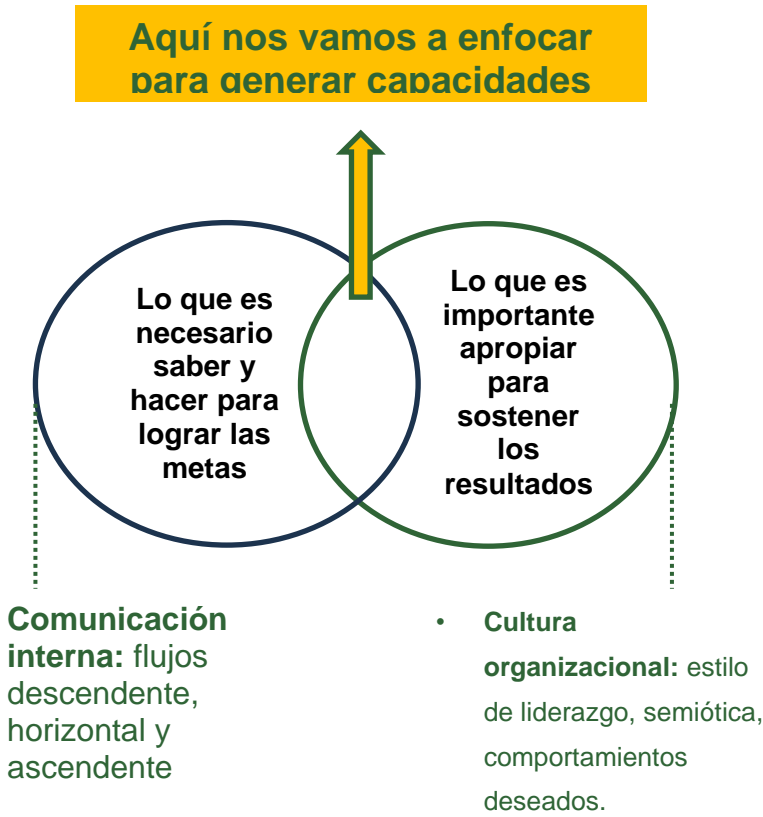 Aquí nos vamos a enfocar
para generar capacidades
Lo que es
necesario
saber y
hacer para
lograr las
metas
Lo que es
importante
apropiar
para
sostener
los
resultados
Comunicación
interna: flujos
descendente,
horizontal y
ascendente
• Cultura
organizacional: estilo
de liderazgo, semiótica,
comportamientos
deseados.